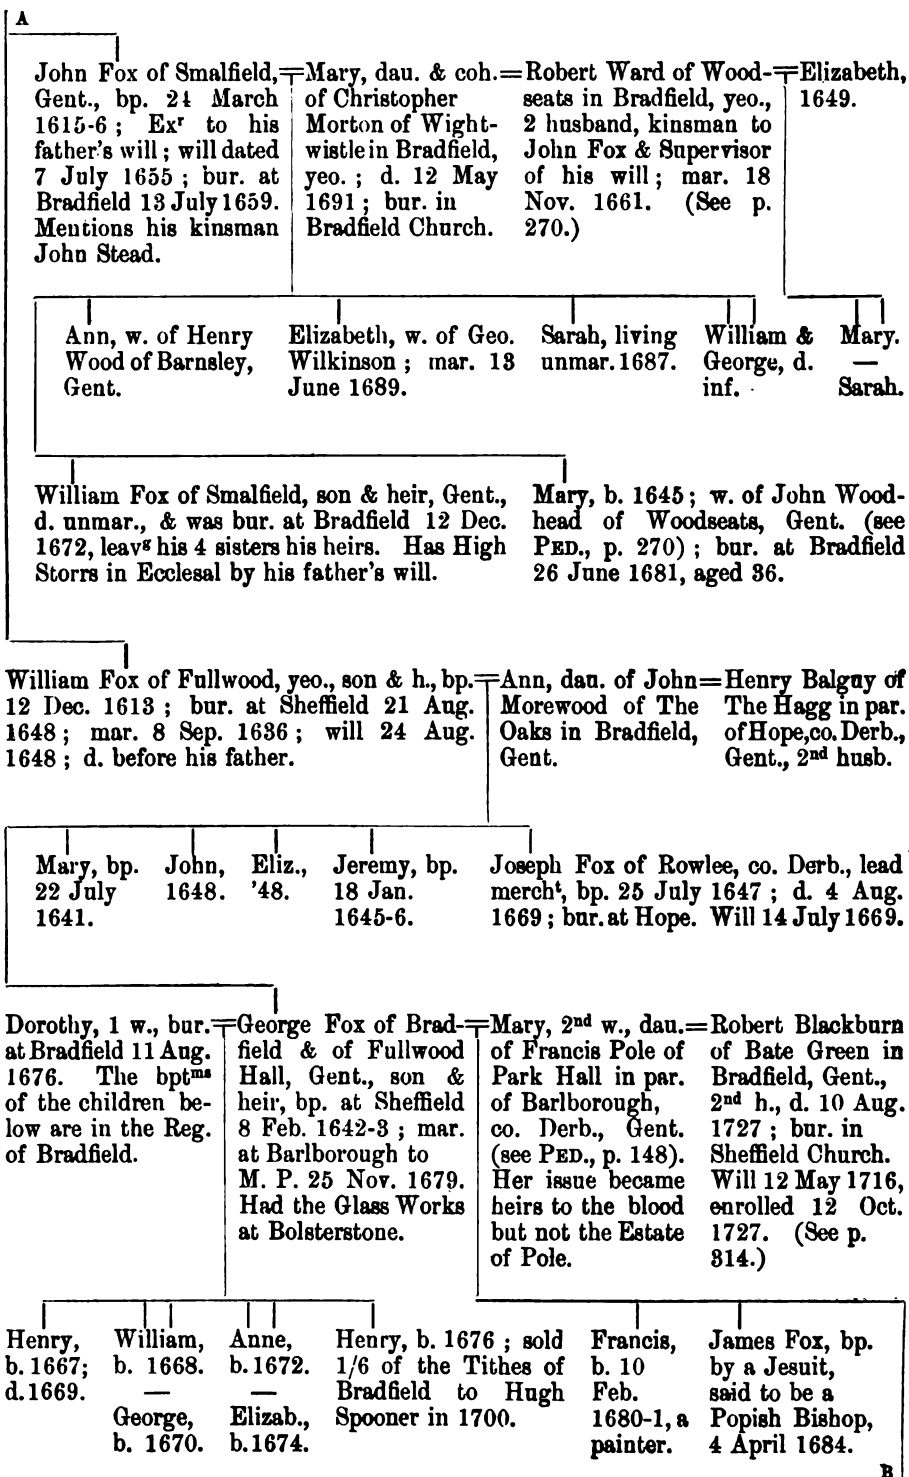 A
John Fox of Smalfield,
Gent., bp. 24 March
1615-6 ; Exʳ to his
father's will ; will dated
7 July 1655 ; bur. at
Bradfield 13 July 1659.
Mentions his kinsman
John Stead.
=Mary, dau. & coh.
of Christopher
Morton of Wight-
wistle in Bradfield,
yeo. ; d. 12 May
1691 ; bur. in
Bradfield Church.
=Robert Ward of Wood-
seats in Bradfield, yeo.,
2 husband, kinsman to
John Fox & Supervisor
of his will ; mar. 18
Nov. 1661. (See p.
270.)
=Elizabeth,
1649.
Ann, w. of Henry
Wood of Barnsley,
Gent.
Elizabeth, w. of Geo.
Wilkinson ; mar. 13
June 1689.
Sarah, living
unmar. 1687.
William &
George, d.
inf.
Mary.
—
Sarah.
William Fox of Smalfield, son & heir, Gent.,
d. unmar., & was bur. at Bradfield 12 Dec.
1672, leavᵍ his 4 sisters his heirs. Has High
Storrs in Ecclesal by his father's will.
Mary, b. 1645 ; w. of John Wood-
head of Woodseats, Gent. (see
PED., p. 270) ; bur. at Bradfield
26 June 1681, aged 36.
William Fox of Fullwood, yeo., son & h., bp.
12 Dec. 1613 ; bur. at Sheffield 21 Aug.
1648 ; mar. 8 Sep. 1636 ; will 24 Aug.
1648 ; d. before his father.
=Ann, dau. of John
Morewood of The
Oaks in Bradfield,
Gent.
=Henry Balguy of
The Hagg in par.
of Hope, co. Derb.,
Gent., 2ⁿᵈ husb.
Mary, bp.
22 July
1641.
John,
1648.
Eliz.,
'48.
Jeremy, bp.
18 Jan.
1645-6.
Joseph Fox of Rowlee, co. Derb., lead
merchᵗ, bp. 25 July 1647 ; d. 4 Aug.
1669 ; bur. at Hope. Will 14 July 1669.
Dorothy, 1 w., bur.
at Bradfield 11 Aug.
1676. The bptᵐˢ
of the children be-
low are in the Reg.
of Bradfield.
=George Fox of Brad-
field & of Fullwood
Hall, Gent., son &
heir, bp. at Sheffield
8 Feb. 1642-3 ; mar.
at Barlborough to
M. P. 25 Nov. 1679.
Had the Glass Works
at Bolsterstone.
=Mary, 2ⁿᵈ w., dau.
of Francis Pole of
Park Hall in par.
of Barlborough,
co. Derb., Gent.
(see PED., p. 148).
Her issue became
heirs to the blood
but not the Estate
of Pole.
=Robert Blackburn
of Bate Green in
Bradfield, Gent.,
2ⁿᵈ h., d. 10 Aug.
1727 ; bur. in
Sheffield Church.
Will 12 May 1716,
enrolled 12 Oct.
1727. (See p.
314.)
Henry,
b. 1667;
d. 1669.
William,
b. 1668.
—
George,
b. 1670.
Anne,
b. 1672.
—
Elizab.,
b. 1674.
Henry, b. 1676 ; sold
1/6 of the Tithes of
Bradfield to Hugh
Spooner in 1700.
Francis,
b. 10
Feb.
1680-1, a
painter.
James Fox, bp.
by a Jesuit,
said to be a
Popish Bishop,
4 April 1684.
B